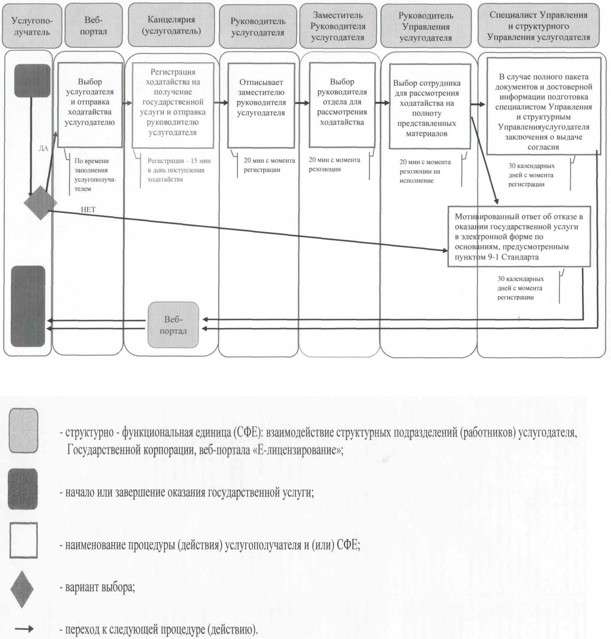 Услугопо-
лучатель
Веб-
портал
Канцелярия
(услугодатель)
Руководитель
услугодателя
Заместитель
Руководителя
услугодателя
Руководитель
Управления
услугодателя
Специалист Управления
и структурного
Управления услугодателя
Выбор
услугодателя
и отправка
ходатайства
услугодателю
Регистрация
ходатайства на
получение
государственной
услуги и отправка
руководителю
услугодателя
Отписывает
заместителю
руководителя
услугодателя
Выбор
руководителя
отдела для
рассмотрения
ходатайства
Выбор сотрудника
для рассмотрения
ходатайства на
полноту
представленных
материалов
В случае полного пакета
документов и достоверной
информации подготовка
специалистом Управления
и структурным
Управленияуслугодателя
заключения о выдаче
согласия
ДА
По времени
заполнения
услугополуча-
телем
Регистрация - 15 мин
в день поступления
ходатайства
20 мин с момента
регистрации
20 мин с момента
резолюции
20 мин с момента
резолюции на
исполнение
30 календарных
дней с момента
регистрации
НЕТ
Мотивированный ответ об отказе в
оказании государственной услуги
в электронной форме по
основаниям, предусмотренным
пунктом 9-1 Стандарта
30 календарных
дней с момента
регистрации
Веб-
портал
- структурно - функциональная единица (СФЕ): взаимодействие структурных подразделений (работников) услугодателя,
Государственной корпорации, веб-портала «Е-лицензирование»;
- начало или завершение оказания государственной услуги;
- наименование процедуры (действия) услугополучателя и (или) СФЕ;
- вариант выбора;
- переход к следующей процедуре (действию).